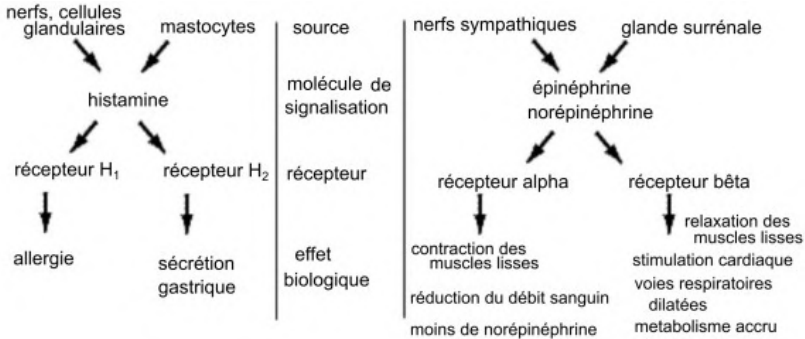 nerfs, cellules
glandulaires
mastocytes
source
nerfs sympathiques
glande surrénale
histamine
molécule de
signalisation
épinéphrine
norépinéphrine
récepteur H₁
récepteur H₂
récepteur
récepteur alpha
récepteur bêta
allergie
sécrétion
gastrique
effet
biologique
contraction des
muscles lisses
réduction du débit sanguin
moins de norépinéphrine
relaxation des
muscles lisses
stimulation cardiaque
voies respiratoires
dilatées
metabolisme accru